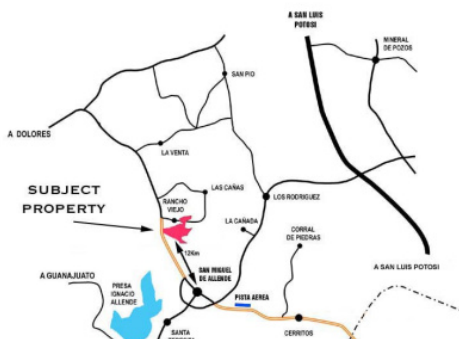 A SAN LUIS
POTOSI
MINERAL
DE POZOS
SAN PIO
A DOLORES
LA VENTA
SUBJECT
PROPERTY
LAS CAÑAS
RANCHO
VIEJO
LOS RODRIGUEZ
LA CAÑADA
CORRAL
DE PIEDRAS
12Km
A SAN LUIS POTOSI
A GUANAJUATO
SAN MIGUEL
DE ALLENDE
PRESA
IGNACIO
ALLENDE
PISTA AEREA
SANTA
CERRITOS